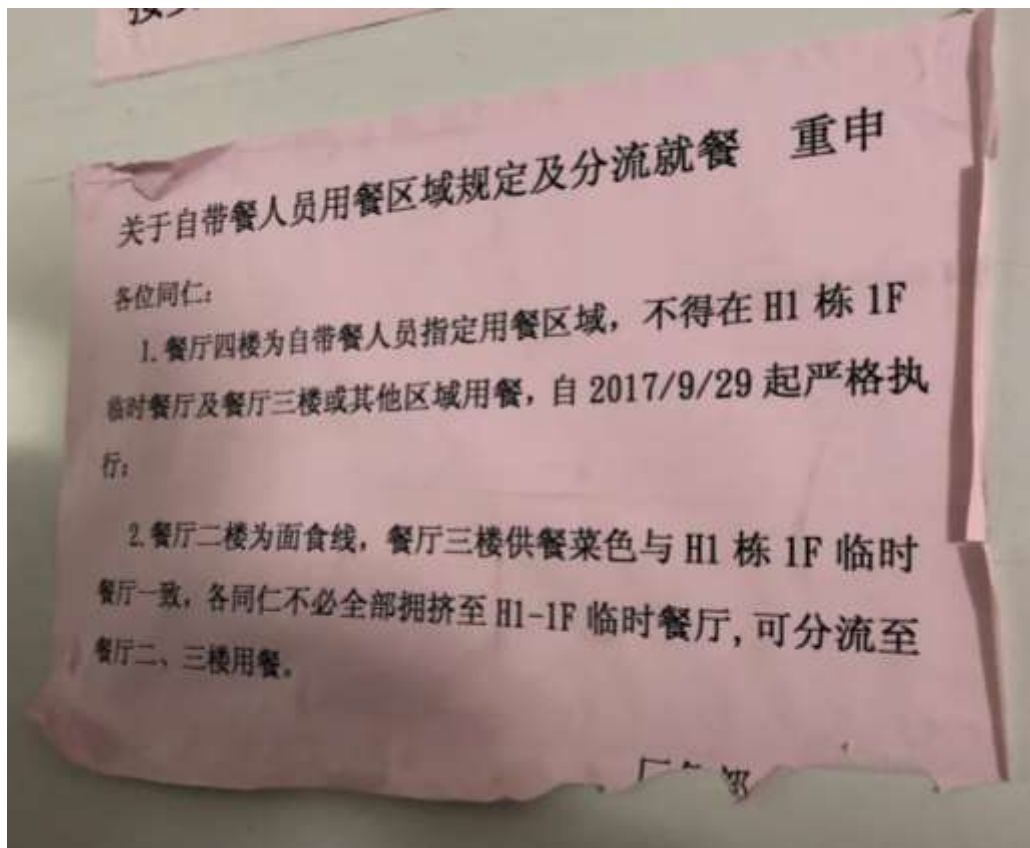 关于自带餐人员用餐区域规定及分流就餐 重申
各位同仁：
1.餐厅四楼为自带餐人员指定用餐区域，不得在 H1 栋 1F
临时餐厅及餐厅三楼或其他区域用餐，自 2017/9/29 起严格执
行；
2.餐厅二楼为面食线，餐厅三楼供餐菜色与 H1 栋 1F 临时
餐厅一致，各同仁不必全部拥挤至 H1-1F 临时餐厅,可分流至
餐厅二、三楼用餐。